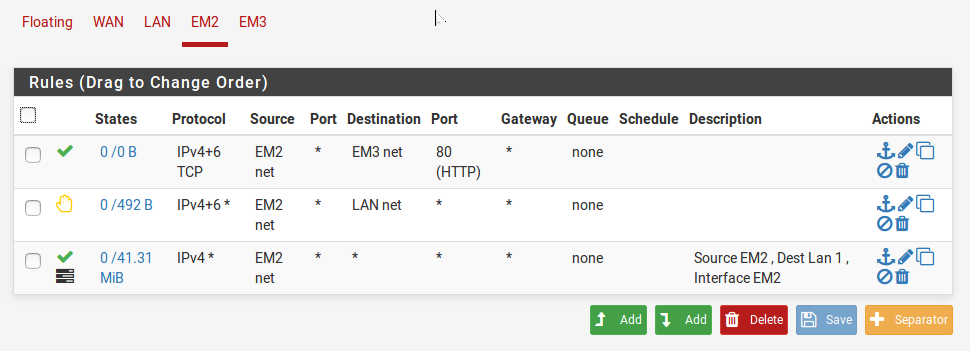 Floating WAN LAN EM2 EM3
Rules (Drag to Change Order)
States Protocol Source Port Destination Port Gateway Queue Schedule Description Actions
0 /0 B IPv4+6 EM2 * EM3 net 80 * none
TCP net (HTTP)
0 /492 B IPv4+6 * EM2 * LAN net * * none
net
0 /41.31 IPv4 * EM2 * * * * none Source EM2 , Dest Lan 1 ,
MiB net Interface EM2
Add Add Delete Save Separator